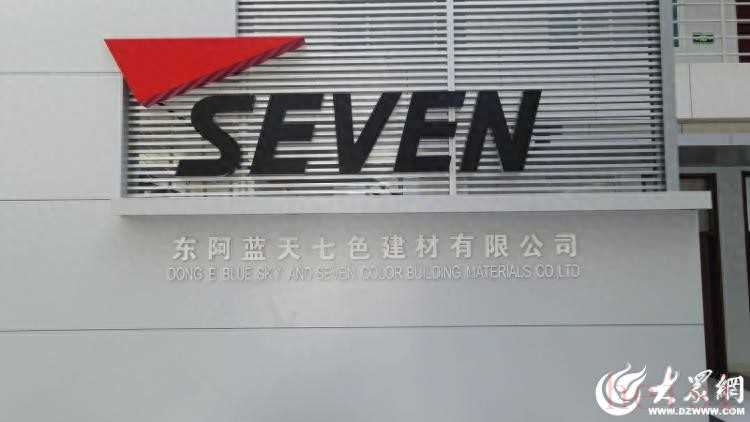 SEVEN
东阿蓝天七色建材有限公司
DONG E BLUE SKY AND SEVEN COLOR BUILDING MATERIALS CO.,LTD
大众網
WWW.DZWWW.COM